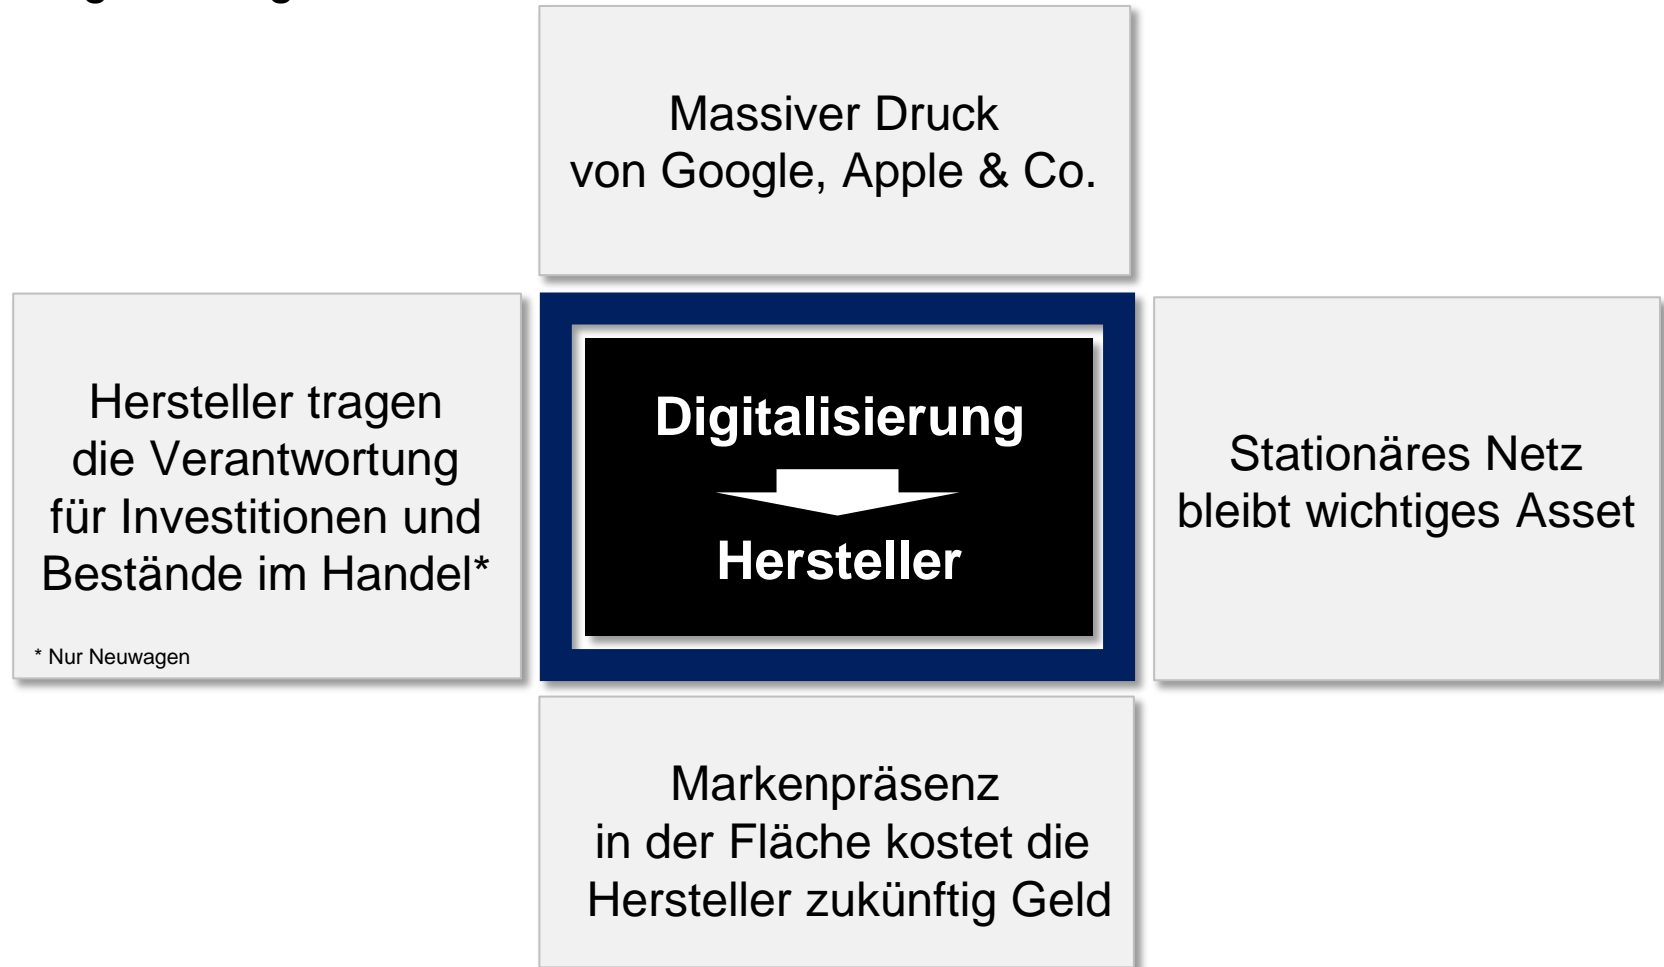 Massiver Druck
von Google, Apple & Co.
Hersteller tragen
die Verantwortung
für Investitionen und
Bestände im Handel*
* Nur Neuwagen
Digitalisierung
Hersteller
Stationäres Netz
bleibt wichtiges Asset
Markenpräsenz
in der Fläche kostet die
Hersteller zukünftig Geld